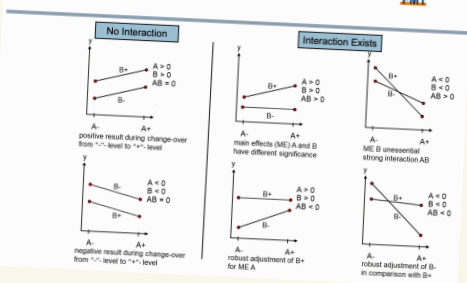 No Interaction
Interaction Exists
y
B+
B-
A > 0
B > 0
AB = 0
A-
A+
positive result during change-over
from "-"- level to "+"- level
y
B+
B-
A > 0
B > 0
AB > 0
A-
A+
main effects (ME) A and B
have different significance
y
B+
B-
A < 0
B < 0
AB > 0
A-
A+
ME B unessential
strong interaction AB
y
B-
B+
A < 0
B < 0
AB = 0
A-
A+
negative result during change-over
from "-"- level to "+"- level
y
B+
B-
A > 0
B > 0
AB < 0
A-
A+
robust adjustment of B+
for ME A
y
B+
B-
A < 0
B < 0
AB < 0
A-
A+
robust adjustment of B-
in comparison with B+